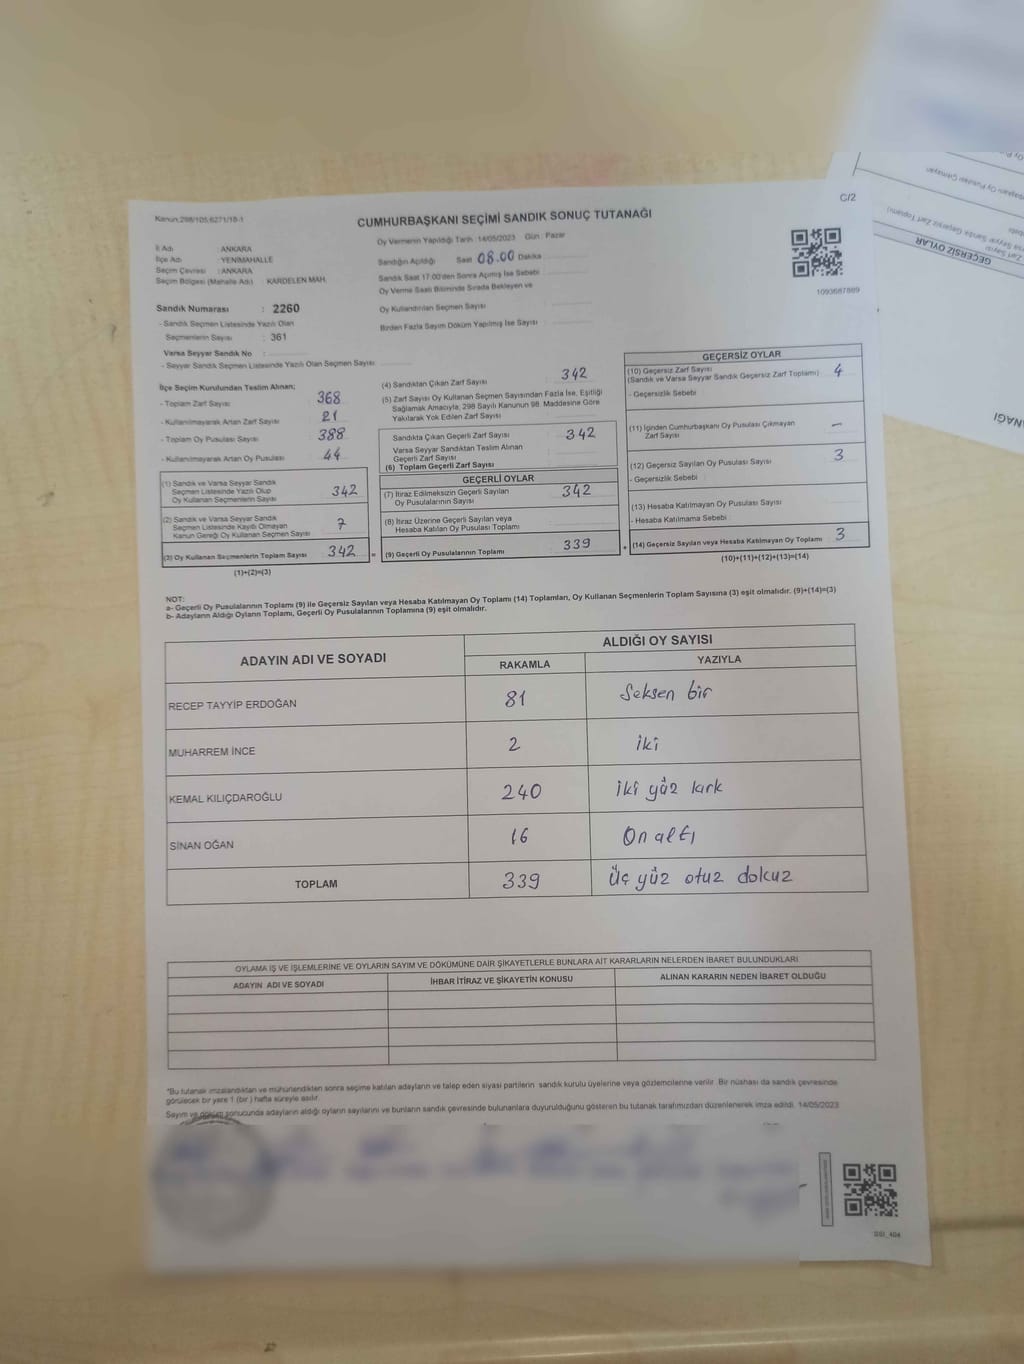 Kanun:298/105;6271/18-1
C/2
CUMHURBAŞKANI SEÇİMİ SANDIK SONUÇ TUTANAĞI
Oy Vermenin Yapıldığı Tarih : 14/05/2023 Gün : Pazar
İl Adı : ANKARA
İlçe Adı : YENİMAHALLE
Seçim Çevresi : ANKARA
Seçim Bölgesi (Mahalle Adı) KARDELEN MAH.
Sandığın Açıldığı Saat 08.00 Dakika
Sandık Saat 17:00'den Sonra Açılmış İse Sebebi
Oy Verme Saati Bitiminde Sırada Bekleyen ve
Oy Kullandırılan Seçmen Sayısı
Birden Fazla Sayım Döküm Yapılmış İse Sayısı :
1093687889
Sandık Numarası : 2260
- Sandık Seçmen Listesinde Yazılı Olan
Seçmenlerin Sayısı : 361
Varsa Seyyar Sandık No :
- Seyyar Sandık Seçmen Listesinde Yazılı Olan Seçmen Sayısı
İlçe Seçim Kurulundan Teslim Alınan;
- Toplam Zarf Sayısı : 368
- Kullanılmayarak Artan Zarf Sayısı : 21
- Toplam Oy Pusulası Sayısı : 388
- Kullanılmayarak Artan Oy Pusulası : 44
(1) Sandık ve Varsa Seyyar Sandık
Seçmen Listesinde Yazılı Olup
Oy Kullanan Seçmenlerin Sayısı 342
(2) Sandık ve Varsa Seyyar Sandık
Seçmen Listesinde Kayıtlı Olmayan
Kanun Gereği Oy Kullanan Seçmen Sayısı 7
(3) Oy Kullanan Seçmenlerin Toplam Sayısı 342 =
(1)+(2)=(3)
(4) Sandıktan Çıkan Zarf Sayısı : 342
(5) Zarf Sayısı Oy Kullanan Seçmen Sayısından Fazla İse, Eşitliği
Sağlamak Amacıyla, 298 Sayılı Kanunun 98. Maddesine Göre
Yakılarak Yok Edilen Zarf Sayısı
Sandıkta Çıkan Geçerli Zarf Sayısı : 342
Varsa Seyyar Sandıktan Teslim Alınan
Geçerli Zarf Sayısı
(6) Toplam Geçerli Zarf Sayısı
GEÇERLİ OYLAR
(7) İtiraz Edilmeksizin Geçerli Sayılan
Oy Pusulalarının Sayısı 342
(8) İtiraz Üzerine Geçerli Sayılan veya
Hesaba Katılan Oy Pusulası Toplamı
(9) Geçerli Oy Pusulalarının Toplamı 339 +
GEÇERSİZ OYLAR
(10) Geçersiz Zarf Sayısı
(Sandık ve Varsa Seyyar Sandık Geçersiz Zarf Toplamı) 4
- Geçersizlik Sebebi :
(11) İçinden Cumhurbaşkanı Oy Pusulası Çıkmayan
Zarf Sayısı —
(12) Geçersiz Sayılan Oy Pusulası Sayısı 3
- Geçersizlik Sebebi :
(13) Hesaba Katılmayan Oy Pusulası Sayısı
- Hesaba Katılmama Sebebi :
(14) Geçersiz Sayılan veya Hesaba Katılmayan Oy Toplamı 3
(10)+(11)+(12)+(13)=(14)
NOT:
a- Geçerli Oy Pusulalarının Toplamı (9) ile Geçersiz Sayılan veya Hesaba Katılmayan Oy Toplamı (14) Toplamları, Oy Kullanan Seçmenlerin Toplam Sayısına (3) eşit olmalıdır. (9)+(14)=(3)
b- Adayların Aldığı Oyların Toplamı, Geçerli Oy Pusulalarının Toplamına (9) eşit olmalıdır.
ADAYIN ADI VE SOYADI
ALDIĞI OY SAYISI
RAKAMLA YAZIYLA
RECEP TAYYİP ERDOĞAN 81 Seksen bir
MUHARREM İNCE 2 iki
KEMAL KILIÇDAROĞLU 240 iki yüz kırk
SİNAN OĞAN 16 On altı
TOPLAM 339 Üç yüz otuz dokuz
OYLAMA İŞ VE İŞLEMLERİNE VE OYLARIN SAYIM VE DÖKÜMÜNE DAİR ŞİKAYETLERLE BUNLARA AİT KARARLARIN NELERDEN İBARET BULUNDUKLARI
ADAYIN ADI VE SOYADI İHBAR İTİRAZ VE ŞİKAYETİN KONUSU ALINAN KARARIN NEDEN İBARET OLDUĞU
*Bu tutanak imzalandıktan ve mühürlendikten sonra seçime katılan adayların ve talep eden siyasi partilerin sandık kurulu üyelerine veya gözlemcilerine verilir. Bir nüshası da sandık çevresinde
görülecek bir yere 1 (bir) hafta süreyle asılır.
Sayım ve döküm sonucunda adayların aldığı oyların sayılarını ve bunların sandık çevresinde bulunanlara duyurulduğunu gösteren bu tutanak tarafımızdan düzenlenerek imza edildi. 14/05/2023
GEÇERSİZ OYLAR